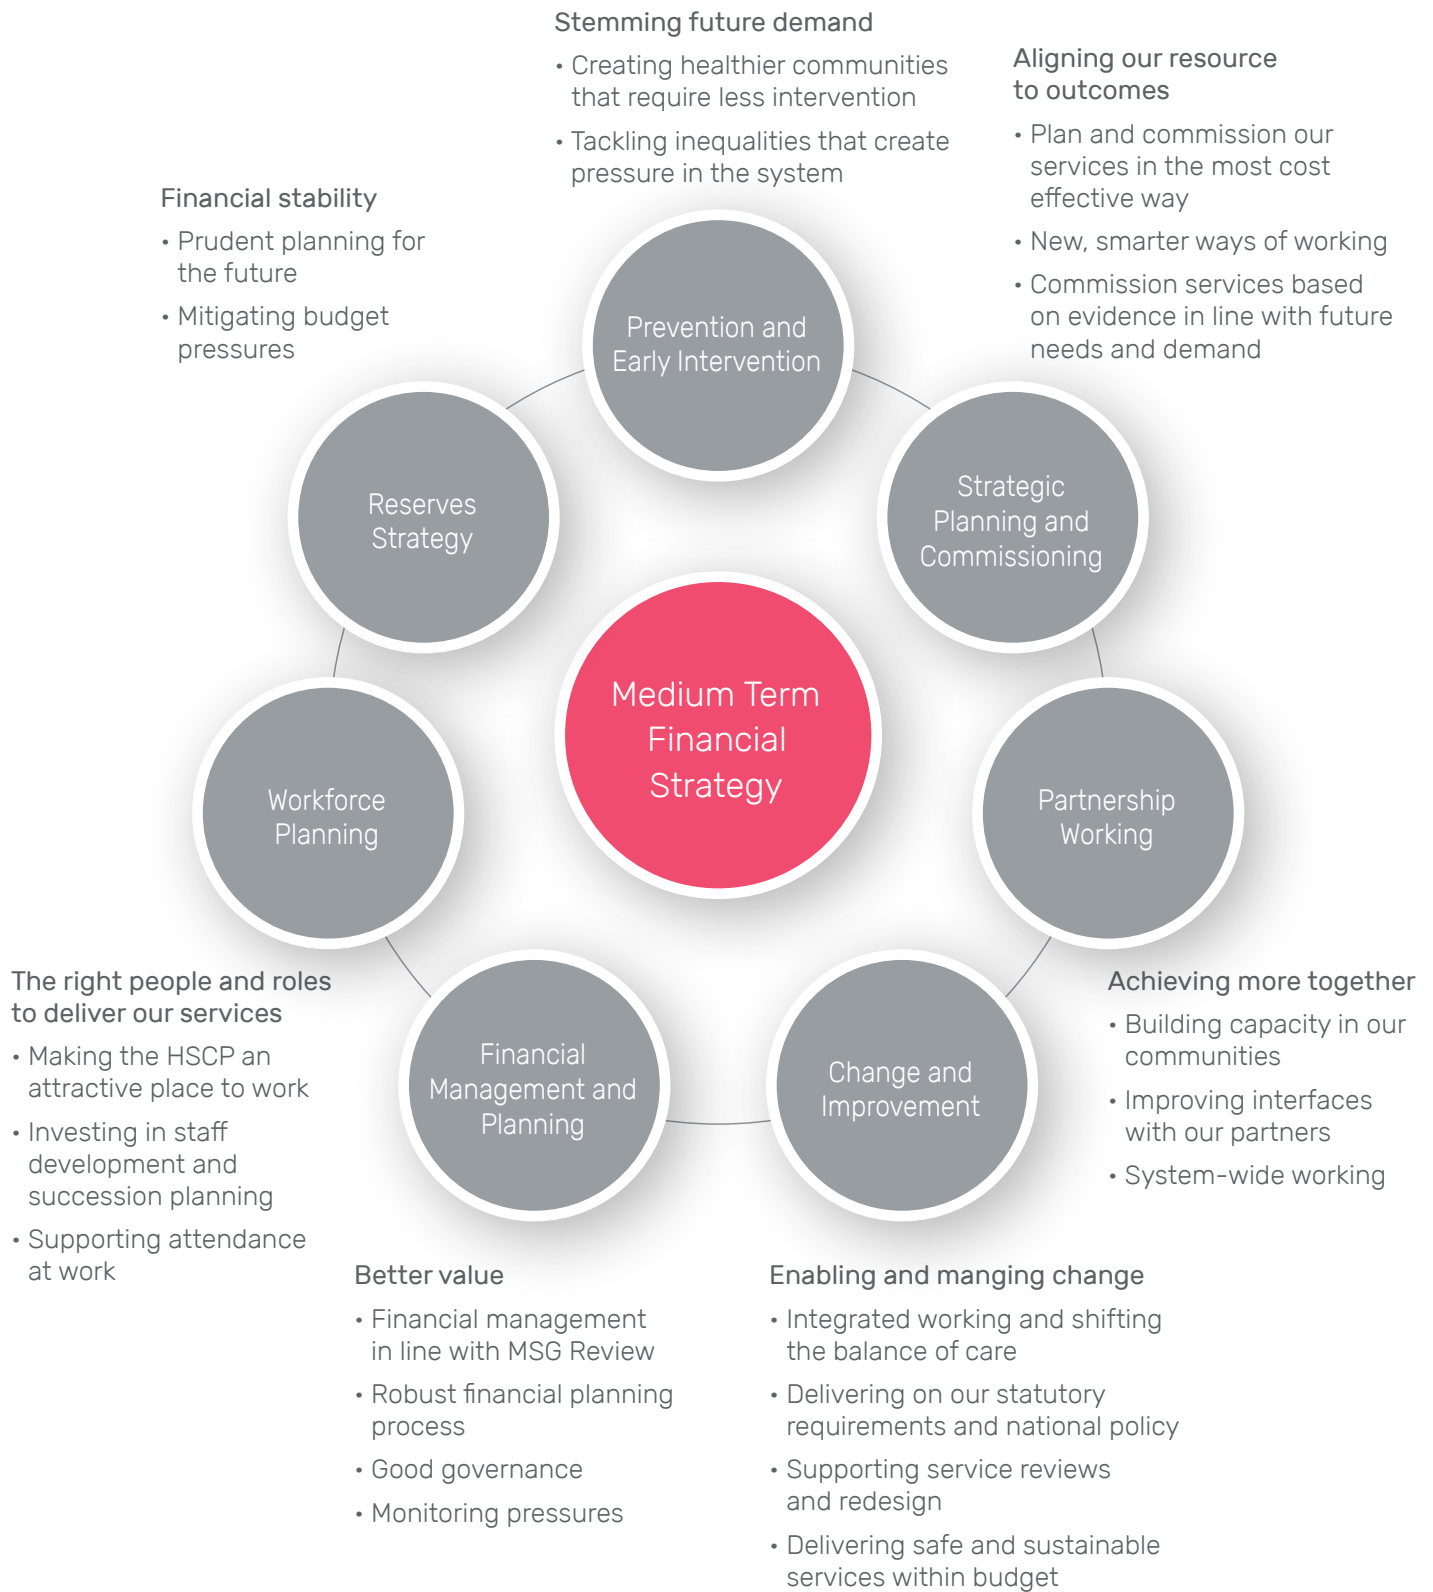 Stemming future demand
• Creating healthier communities
that require less intervention
• Tackling inequalities that create
pressure in the system
Aligning our resource
to outcomes
• Plan and commission our
services in the most cost
effective way
• New, smarter ways of working
• Commission services based
on evidence in line with future
needs and demand
Financial stability
• Prudent planning for
the future
• Mitigating budget
pressures
Prevention and
Early Intervention
Reserves
Strategy
Strategic
Planning and
Commissioning
Medium Term
Financial
Strategy
Workforce
Planning
Partnership
Working
Financial
Management and
Planning
Change and
Improvement
The right people and roles
to deliver our services
• Making the HSCP an
attractive place to work
• Investing in staff
development and
succession planning
• Supporting attendance
at work
Achieving more together
• Building capacity in our
communities
• Improving interfaces
with our partners
• System-wide working
Better value
• Financial management
in line with MSG Review
• Robust financial planning
process
• Good governance
• Monitoring pressures
Enabling and manging change
• Integrated working and shifting
the balance of care
• Delivering on our statutory
requirements and national policy
• Supporting service reviews
and redesign
• Delivering safe and sustainable
services within budget